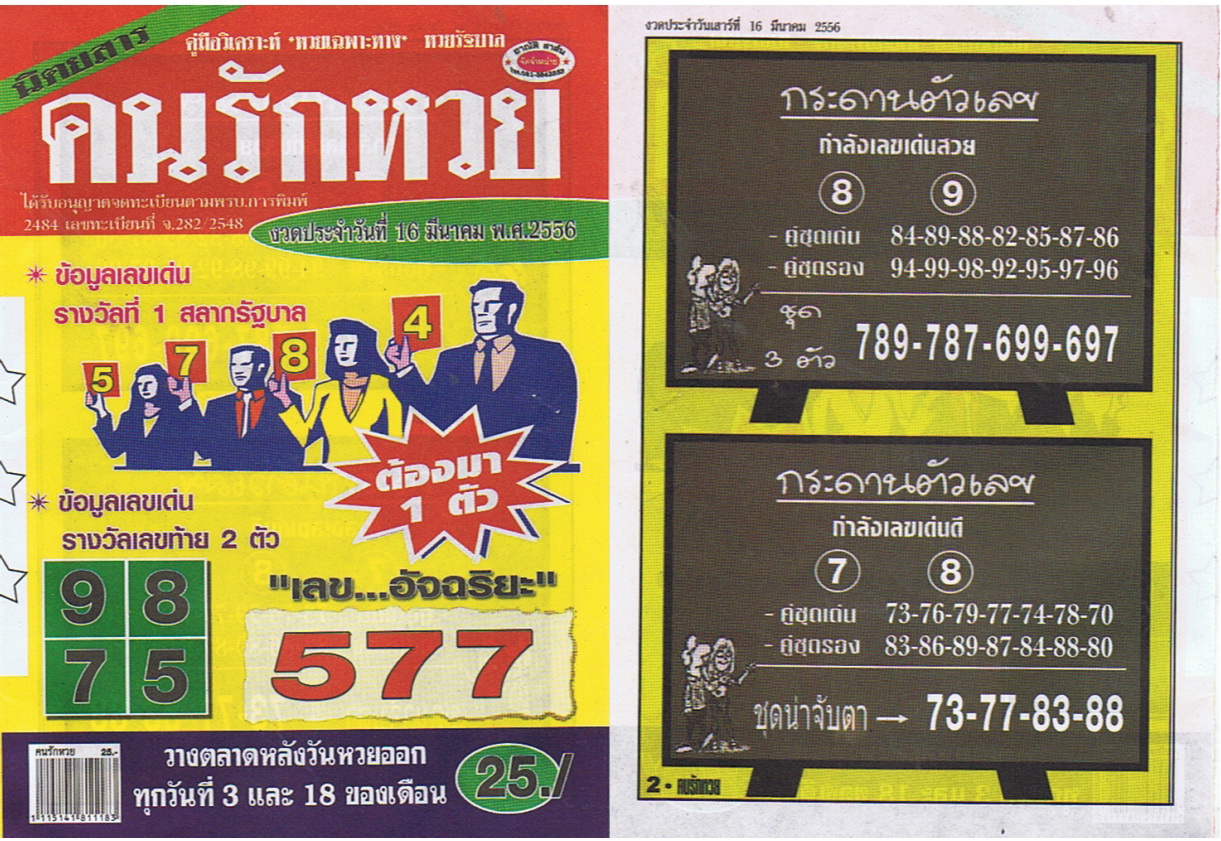 นิตยสาร
คู่มือวิเคราะห์ "หวยเฉพาะทาง" หวยรัฐบาล
จัดจำหน่าย
คนรักหวย
ได้รับอนุญาตจดทะเบียนตามพรบ.การพิมพ์
2484 เลขทะเบียนที่ จ.282/2548
งวดประจำวันที่ 16 มีนาคม พ.ศ.2556
ข้อมูลเลขเด่น
รางวัลที่ 1 สลากรัฐบาล
5 7 8 4
ต้องมา
1 ตัว
ข้อมูลเลขเด่น
รางวัลเลขท้าย 2 ตัว
9 8
7 5
"เลข...อัจฉริยะ"
577
คนรักหวย 25.-
1 115141 811183
วางตลาดหลังวันหวยออก
ทุกวันที่ 3 และ 18 ของเดือน
25./
งวดประจำวันเสาร์ที่ 16 มีนาคม 2556
กระดานตัวเลข
กำลังเลขเด่นสวย
8 9
- คู่ชุดเด่น 84-89-88-82-85-87-86
- คู่ชุดรอง 94-99-98-92-95-97-96
ชุด
3 ตัว 789-787-699-697
กระดานตัวเลข
กำลังเลขเด่นดี
7 8
- คู่ชุดเด่น 73-76-79-77-74-78-70
- คู่ชุดรอง 83-86-89-87-84-88-80
ชุดน่าจับตา → 73-77-83-88
2 • คนรักหวย